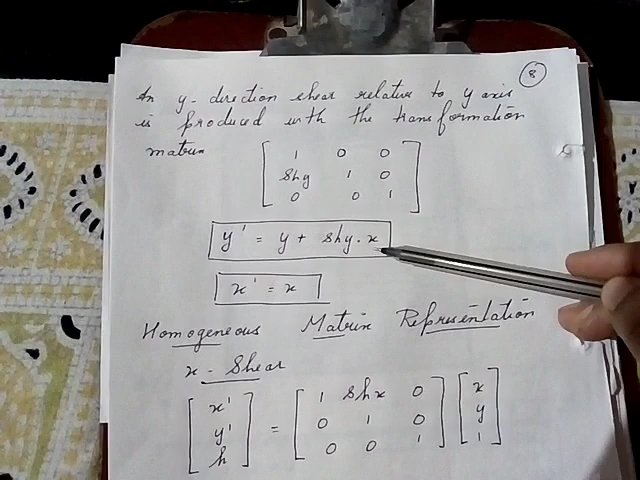 8
An y-direction shear relative to y axis
is produced with the transformation
matrix
1 0 0
shy 1 0
0 0 1
y' = y + shy.x
x' = x
Homogeneous Matrix Representation
x-Shear
x' 1 shx 0 x
y' = 0 1 0 y
h 0 0 1 1